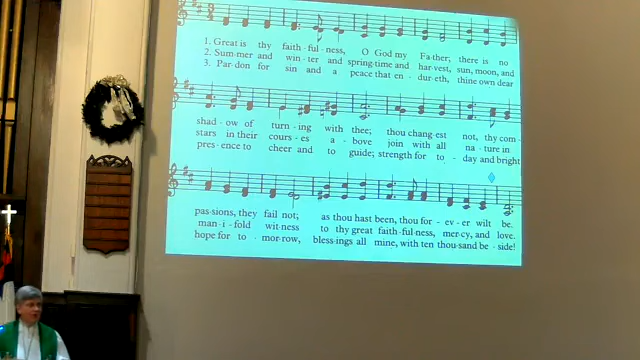 1. Great is thy faith - ful - ness, O God my Fa - ther, there is no
2. Sum - mer and win - ter and spring - time and har - vest, sun, moon, and
3. Par - don for sin and a peace that en - dur - eth, thine own dear
shad - ow of turn - ing with thee; thou chang - est not, thy com -
stars in their cours - es a - bove join with all na - ture in
pres - ence to cheer and to guide; strength for to - day and bright
pas - sions, they fail not; as thou hast been, thou for - ev - er wilt be.
man - i - fold wit - ness to thy great faith - ful - ness, mer - cy, and love.
hope for to - mor - row, bless - ings all mine, with ten thou - sand be - side!